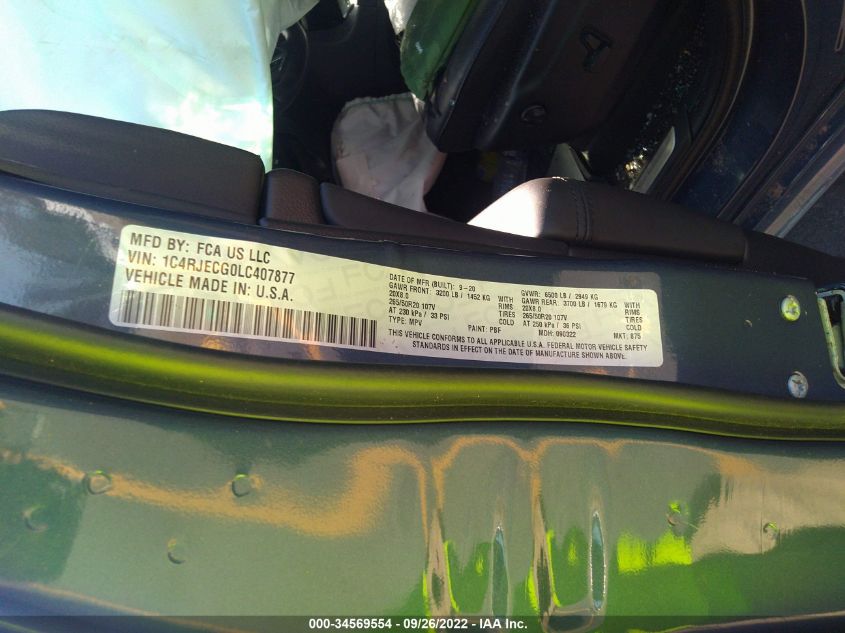 MFD BY: FCA US LLC
VIN: 1C4RJECG0LC407877
VEHICLE MADE IN: U.S.A.
DATE OF MFR (BUILT): 9-20
GVWR: 6500 LB / 2949 KG
GAWR FRONT: 3200 LB / 1452 KG WITH
GAWR REAR: 3700 LB / 1679 KG WITH
20X8.0 RIMS
20X8.0 RIMS
265/50R20 107V TIRES
265/50R20 107V TIRES
AT 230 kPa / 33 PSI COLD
AT 250 kPa / 36 PSI COLD
TYPE: MPV PAINT: PBF MDH: 090322 MKT: 875
THIS VEHICLE CONFORMS TO ALL APPLICABLE U.S.A. FEDERAL MOTOR VEHICLE SAFETY
STANDARDS IN EFFECT ON THE DATE OF MANUFACTURE SHOWN ABOVE.
000-34569554 - 09/26/2022 - IAA Inc.